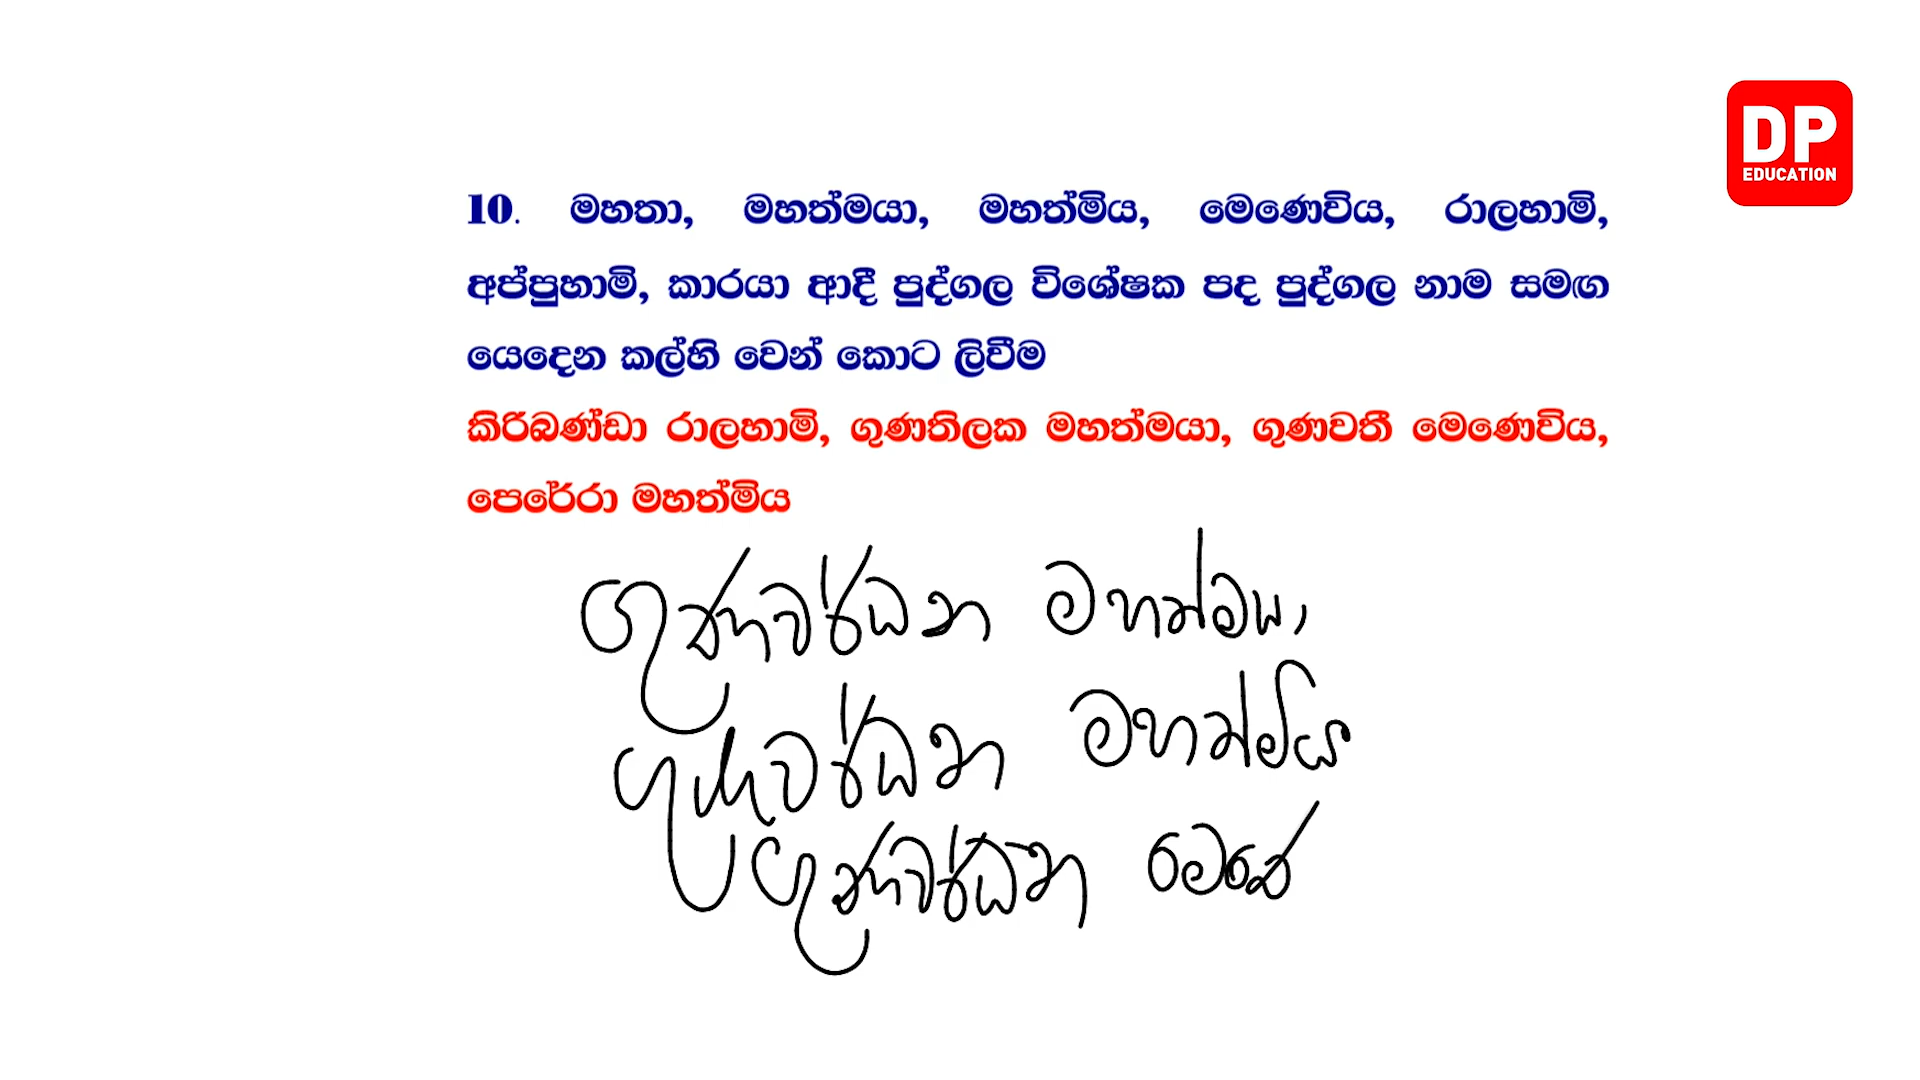 DP
EDUCATION
10. මහතා, මහත්මයා, මහත්මිය, මෙණෙවිය, රාලහාමි,
අප්පුහාමි, කාරයා ආදී පුද්ගල විශේෂක පද පුද්ගල නාම සමඟ
යෙදෙන කල්හි වෙන් කොට ලිවීම
කිරිබණ්ඩා රාලහාමි, ගුණතිලක මහත්මයා, ගුණවතී මෙණෙවිය,
පෙරේරා මහත්මිය
ගුණවර්ධන මහත්මයා
ගුණවර්ධන මහත්මිය
ගුණවර්ධන මෙණෙ